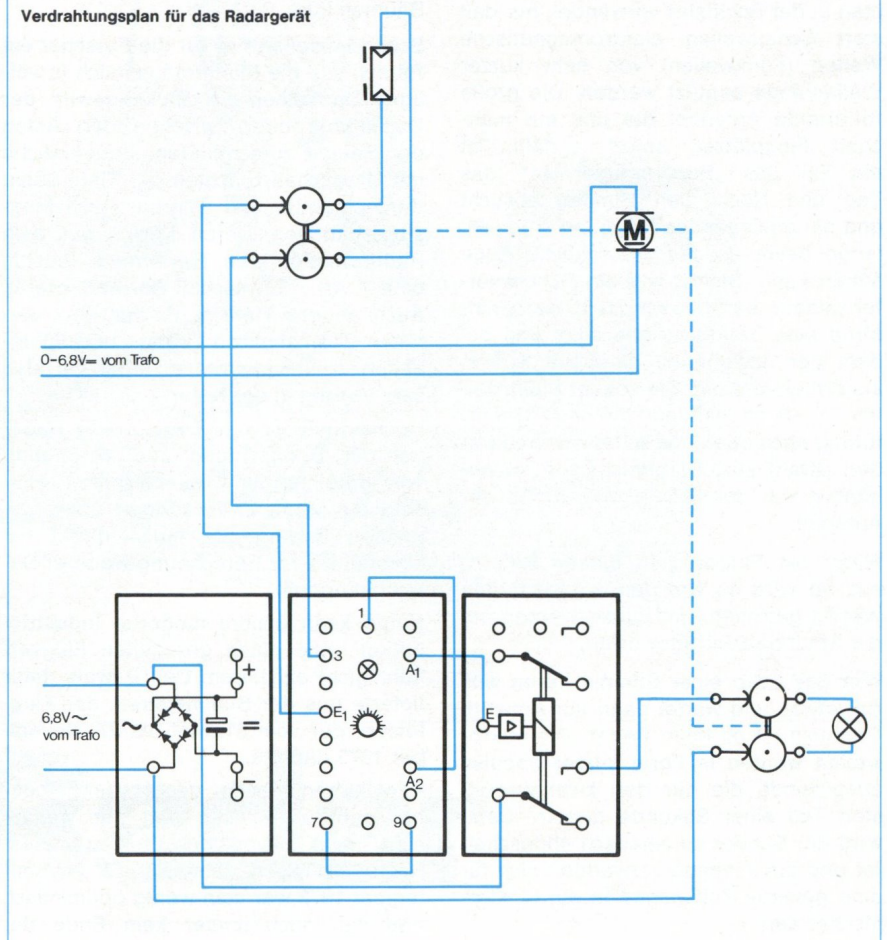 Verdrahtungsplan für das Radargerät
M
0–6,8V= vom Trafo
1
3
A1
E1
E
6,8V~
vom Trafo
~
+
=
−
A2
7
9